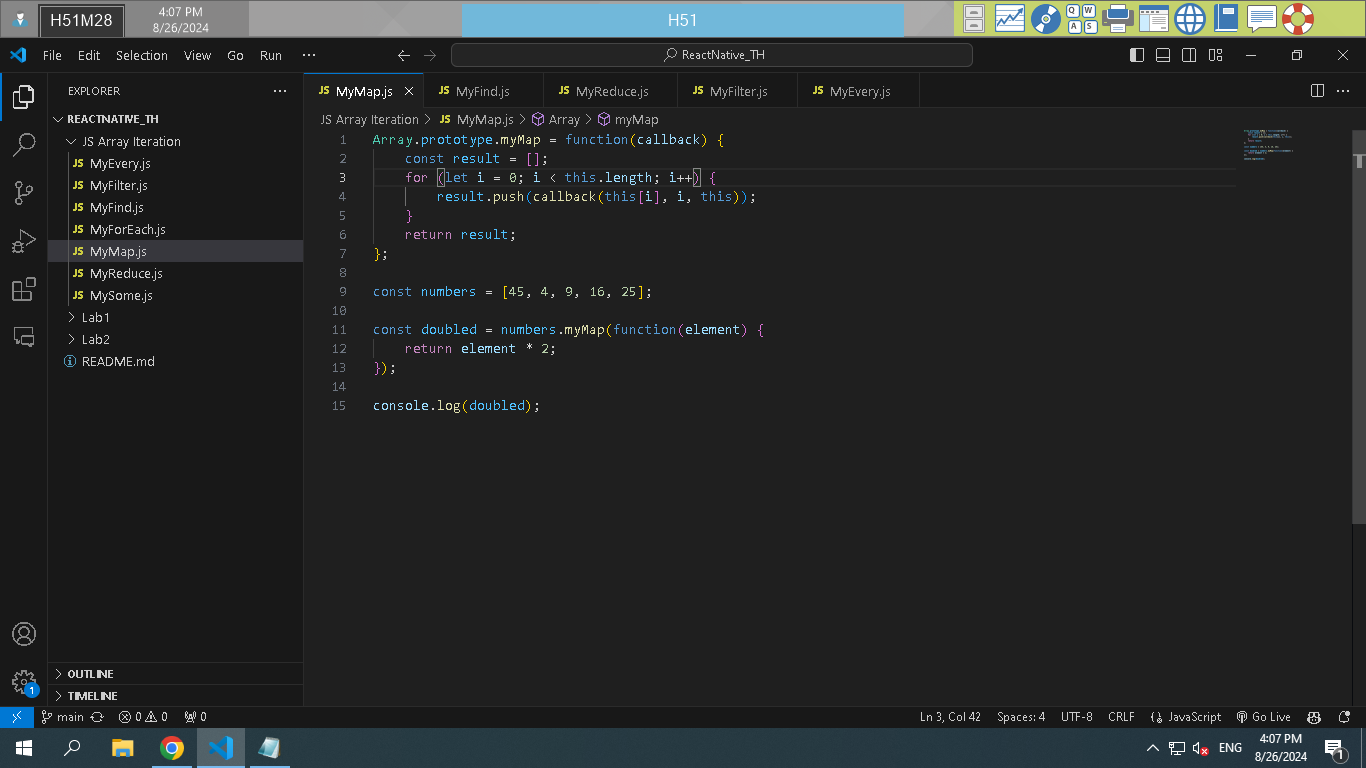 H51M28
4:07 PM
8/26/2024
H51
Q W
A S
File Edit Selection View Go Run ···
ReactNative_TH
EXPLORER ···
MyMap.js
MyFind.js
MyReduce.js
MyFilter.js
MyEvery.js
JS Array Iteration > JS MyMap.js > Array > myMap
REACTNATIVE_TH
JS Array Iteration
JS MyEvery.js
JS MyFilter.js
JS MyFind.js
JS MyForEach.js
JS MyMap.js
JS MyReduce.js
JS MySome.js
Lab1
Lab2
README.md
OUTLINE
TIMELINE
1 Array.prototype.myMap = function(callback) {
2 const result = [];
3 for (let i = 0; i < this.length; i++) {
4 result.push(callback(this[i], i, this));
5 }
6 return result;
7 };
8
9 const numbers = [45, 4, 9, 16, 25];
10
11 const doubled = numbers.myMap(function(element) {
12 return element * 2;
13 });
14
15 console.log(doubled);
1
main 0 0 0
Ln 3, Col 42 Spaces: 4 UTF-8 CRLF {} JavaScript Go Live
ENG
4:07 PM
8/26/2024
1